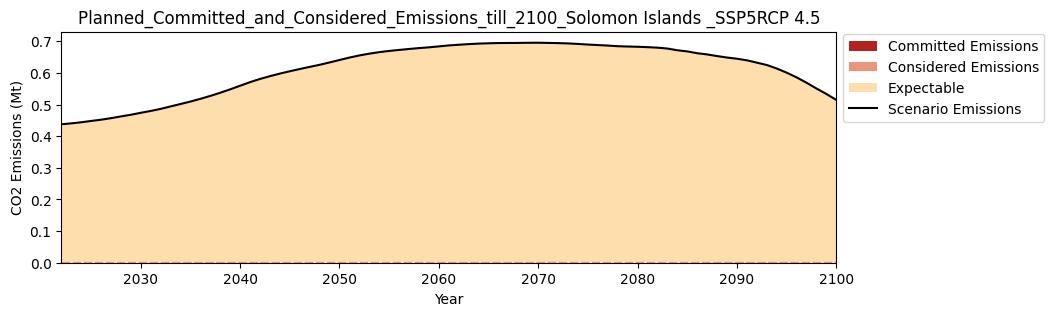 Planned_Committed_and_Considered_Emissions_till_2100_Solomon Islands _SSP5RCP 4.5
CO2 Emissions (Mt)
0.7
0.6
0.5
0.4
0.3
0.2
0.1
0.0
2030 2040 2050 2060 2070 2080 2090 2100
Year
Committed Emissions
Considered Emissions
Expectable
Scenario Emissions